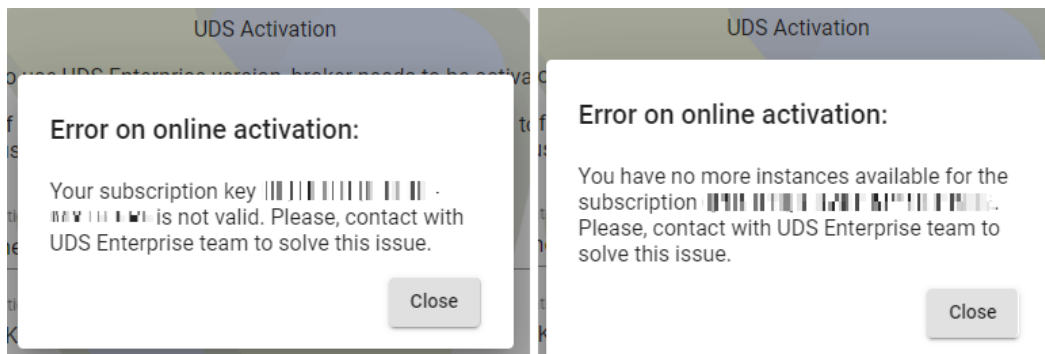 UDS Activation
Error on online activation:
Your subscription key -
is not valid. Please, contact with
UDS Enterprise team to solve this issue.
Close
UDS Activation
Error on online activation:
You have no more instances available for the
subscription .
Please, contact with UDS Enterprise team to
solve this issue.
Close